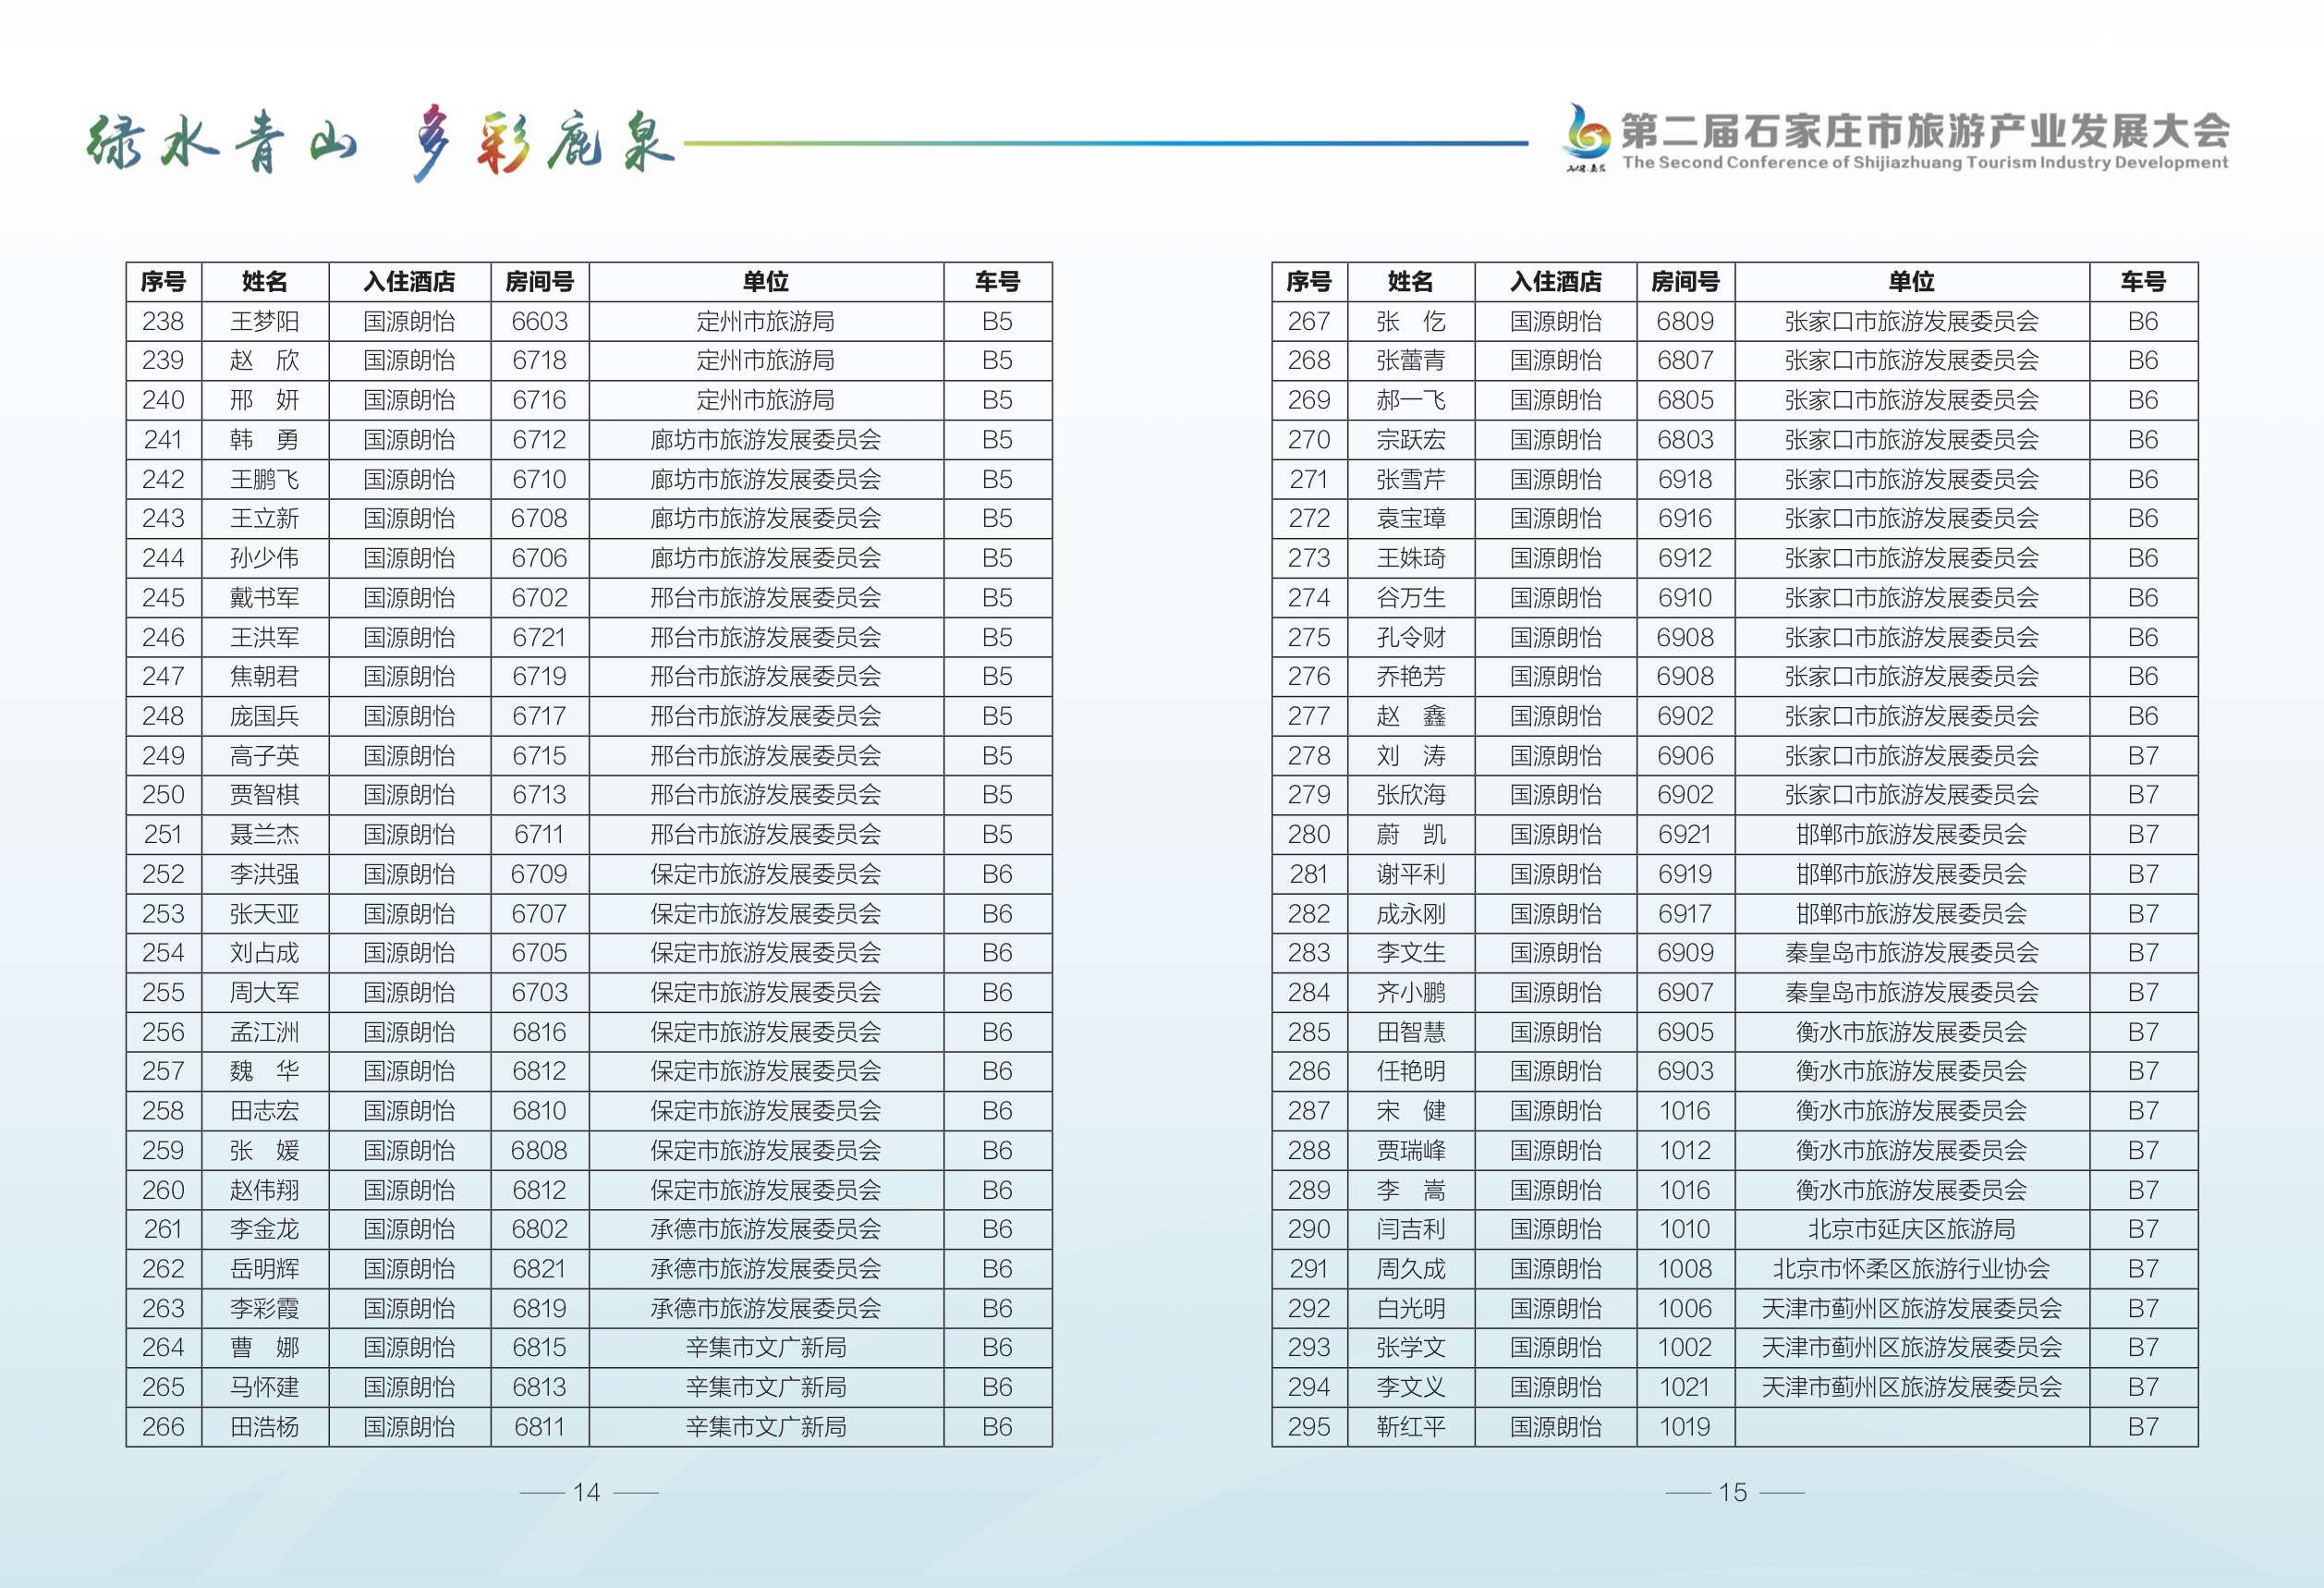 绿水青山 多彩鹿泉
第二届石家庄市旅游产业发展大会
The Second Conference of Shijiazhuang Tourism Industry Development
序号 姓名 入住酒店 房间号 单位 车号
238 王梦阳 国源朗怡 6603 定州市旅游局 B5
239 赵 欣 国源朗怡 6718 定州市旅游局 B5
240 邢 妍 国源朗怡 6716 定州市旅游局 B5
241 韩 勇 国源朗怡 6712 廊坊市旅游发展委员会 B5
242 王鹏飞 国源朗怡 6710 廊坊市旅游发展委员会 B5
243 王立新 国源朗怡 6708 廊坊市旅游发展委员会 B5
244 孙少伟 国源朗怡 6706 廊坊市旅游发展委员会 B5
245 戴书军 国源朗怡 6702 邢台市旅游发展委员会 B5
246 王洪军 国源朗怡 6721 邢台市旅游发展委员会 B5
247 焦朝君 国源朗怡 6719 邢台市旅游发展委员会 B5
248 庞国兵 国源朗怡 6717 邢台市旅游发展委员会 B5
249 高子英 国源朗怡 6715 邢台市旅游发展委员会 B5
250 贾智棋 国源朗怡 6713 邢台市旅游发展委员会 B5
251 聂兰杰 国源朗怡 6711 邢台市旅游发展委员会 B5
252 李洪强 国源朗怡 6709 保定市旅游发展委员会 B6
253 张天亚 国源朗怡 6707 保定市旅游发展委员会 B6
254 刘占成 国源朗怡 6705 保定市旅游发展委员会 B6
255 周大军 国源朗怡 6703 保定市旅游发展委员会 B6
256 孟江洲 国源朗怡 6816 保定市旅游发展委员会 B6
257 魏 华 国源朗怡 6812 保定市旅游发展委员会 B6
258 田志宏 国源朗怡 6810 保定市旅游发展委员会 B6
259 张 媛 国源朗怡 6808 保定市旅游发展委员会 B6
260 赵伟翔 国源朗怡 6812 保定市旅游发展委员会 B6
261 李金龙 国源朗怡 6802 承德市旅游发展委员会 B6
262 岳明辉 国源朗怡 6821 承德市旅游发展委员会 B6
263 李彩霞 国源朗怡 6819 承德市旅游发展委员会 B6
264 曹 娜 国源朗怡 6815 辛集市文广新局 B6
265 马怀建 国源朗怡 6813 辛集市文广新局 B6
266 田浩杨 国源朗怡 6811 辛集市文广新局 B6
14
序号 姓名 入住酒店 房间号 单位 车号
267 张 仡 国源朗怡 6809 张家口市旅游发展委员会 B6
268 张蕾青 国源朗怡 6807 张家口市旅游发展委员会 B6
269 郝一飞 国源朗怡 6805 张家口市旅游发展委员会 B6
270 宗跃宏 国源朗怡 6803 张家口市旅游发展委员会 B6
271 张雪芹 国源朗怡 6918 张家口市旅游发展委员会 B6
272 袁宝璋 国源朗怡 6916 张家口市旅游发展委员会 B6
273 王姝琦 国源朗怡 6912 张家口市旅游发展委员会 B6
274 谷万生 国源朗怡 6910 张家口市旅游发展委员会 B6
275 孔令财 国源朗怡 6908 张家口市旅游发展委员会 B6
276 乔艳芳 国源朗怡 6908 张家口市旅游发展委员会 B6
277 赵 鑫 国源朗怡 6902 张家口市旅游发展委员会 B6
278 刘 涛 国源朗怡 6906 张家口市旅游发展委员会 B7
279 张欣海 国源朗怡 6902 张家口市旅游发展委员会 B7
280 蔚 凯 国源朗怡 6921 邯郸市旅游发展委员会 B7
281 谢平利 国源朗怡 6919 邯郸市旅游发展委员会 B7
282 成永刚 国源朗怡 6917 邯郸市旅游发展委员会 B7
283 李文生 国源朗怡 6909 秦皇岛市旅游发展委员会 B7
284 齐小鹏 国源朗怡 6907 秦皇岛市旅游发展委员会 B7
285 田智慧 国源朗怡 6905 衡水市旅游发展委员会 B7
286 任艳明 国源朗怡 6903 衡水市旅游发展委员会 B7
287 宋 健 国源朗怡 1016 衡水市旅游发展委员会 B7
288 贾瑞峰 国源朗怡 1012 衡水市旅游发展委员会 B7
289 李 嵩 国源朗怡 1016 衡水市旅游发展委员会 B7
290 闫吉利 国源朗怡 1010 北京市延庆区旅游局 B7
291 周久成 国源朗怡 1008 北京市怀柔区旅游行业协会 B7
292 白光明 国源朗怡 1006 天津市蓟州区旅游发展委员会 B7
293 张学文 国源朗怡 1002 天津市蓟州区旅游发展委员会 B7
294 李文义 国源朗怡 1021 天津市蓟州区旅游发展委员会 B7
295 靳红平 国源朗怡 1019 B7
15